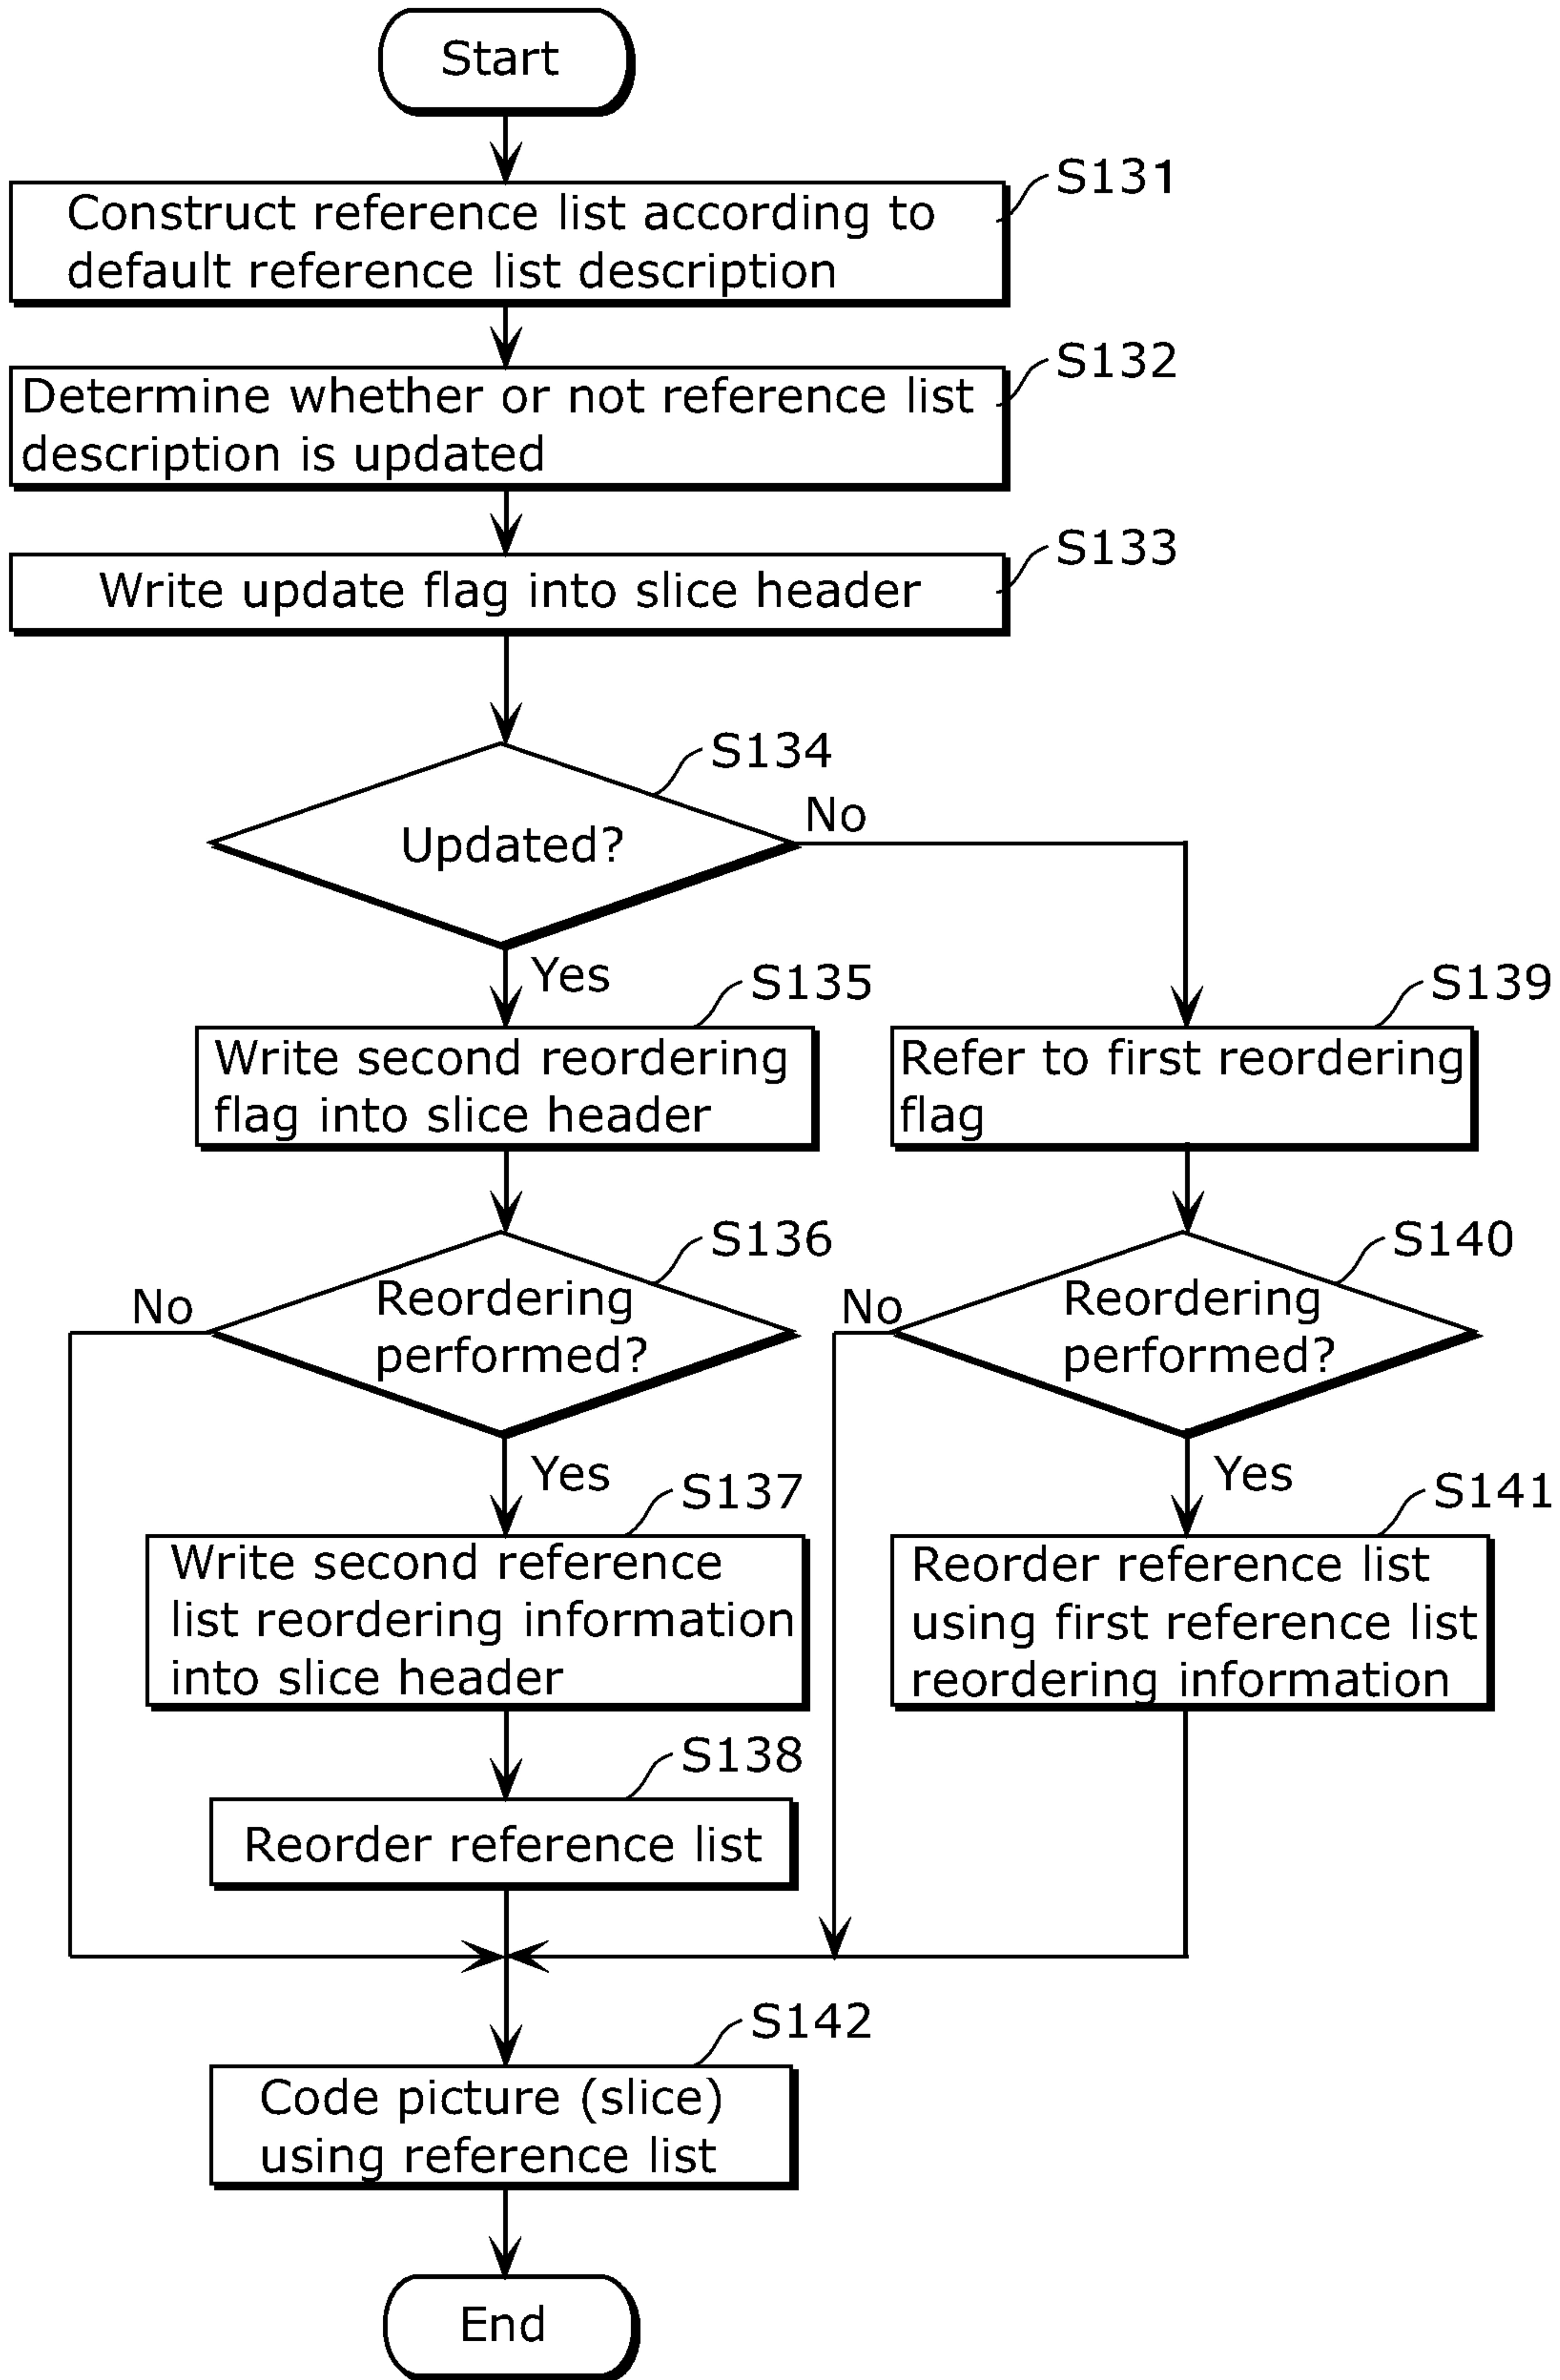 Start
S131
Construct reference list according to
default reference list description
S132
Determine whether or not reference list
description is updated
S133
Write update flag into slice header
S134
Updated?
No
Yes
S135
Write second reordering
flag into slice header
S139
Refer to first reordering
flag
S136
Reordering
performed?
No
Yes
S140
Reordering
performed?
No
Yes
S137
Write second reference
list reordering information
into slice header
S141
Reorder reference list
using first reference list
reordering information
S138
Reorder reference list
S142
Code picture (slice)
using reference list
End